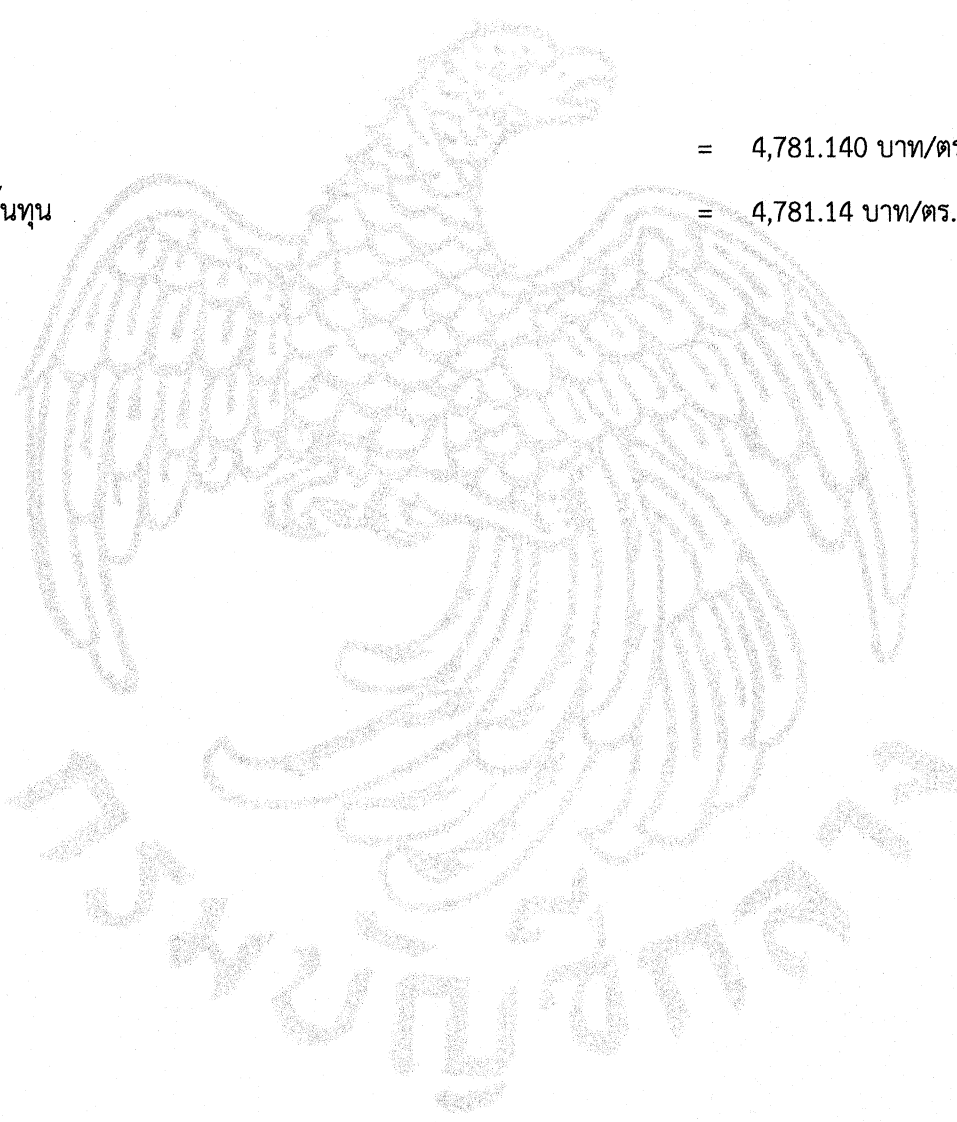 = 4,781.140 บาท/ตร
้นทุน = 4,781.14 บาท/ตร.
กรมบัญชีกลาง